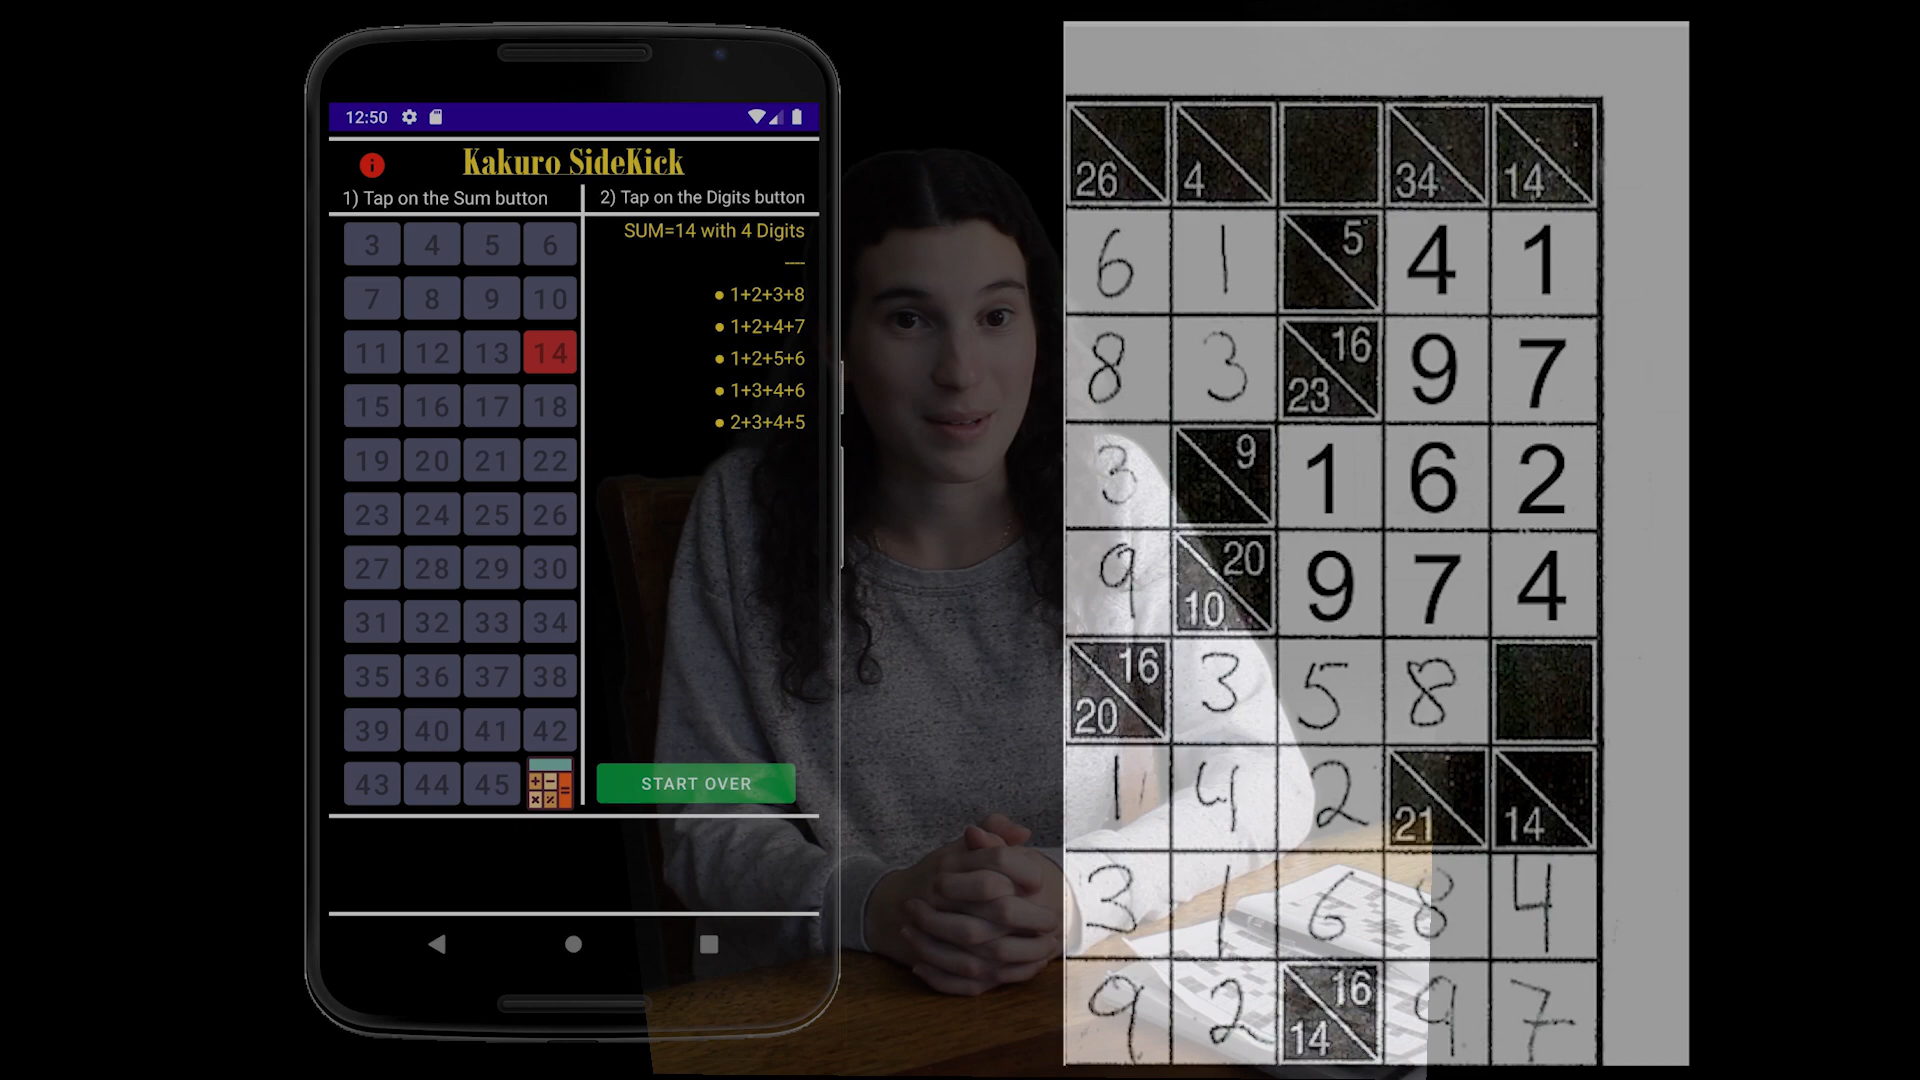 12:50
Kakuro SideKick
1) Tap on the Sum button
2) Tap on the Digits button
3 4 5 6
7 8 9 10
11 12 13 14
15 16 17 18
19 20 21 22
23 24 25 26
27 28 29 30
31 32 33 34
35 36 37 38
39 40 41 42
43 44 45
SUM=14 with 4 Digits
• 1+2+3+8
• 1+2+4+7
• 1+2+5+6
• 1+3+4+6
• 2+3+4+5
START OVER
26 4 34 14
6 1 5 4 1
8 3 16 23 9 7
3 9 1 6 2
9 20 10 9 7 4
16 20 3 5 8
1 4 2 21 14
3 1 6 8 4
9 2 16 14 9 7